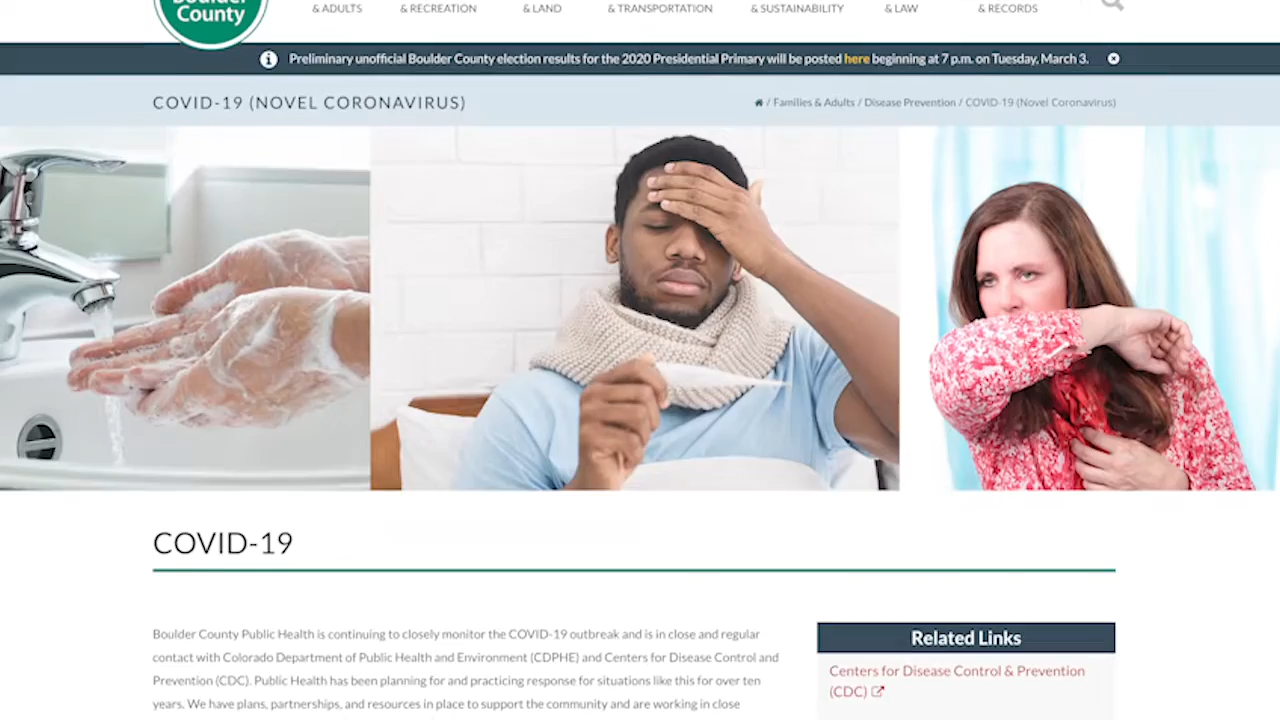 Boulder
County
& ADULTS
& RECREATION
& LAND
& TRANSPORTATION
& SUSTAINABILITY
& LAW
& RECORDS
Preliminary unofficial Boulder County election results for the 2020 Presidential Primary will be posted here beginning at 7 p.m. on Tuesday, March 3.
COVID-19 (NOVEL CORONAVIRUS)
/ Families & Adults / Disease Prevention / COVID-19 (Novel Coronavirus)
COVID-19
Boulder County Public Health is continuing to closely monitor the COVID-19 outbreak and is in close and regular
contact with Colorado Department of Public Health and Environment (CDPHE) and Centers for Disease Control and
Prevention (CDC). Public Health has been planning for and practicing response for situations like this for over ten
years. We have plans, partnerships, and resources in place to support the community and are working in close
Related Links
Centers for Disease Control & Prevention
(CDC)